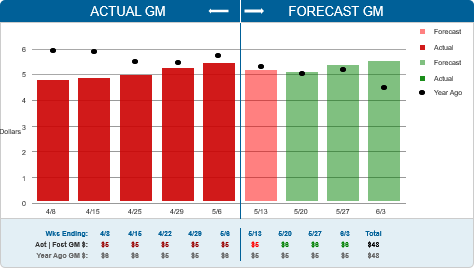 ACTUAL GM FORECAST GM
Forecast
Actual
Forecast
Actual
Year Ago
6
5
4
Dollars 3
2
1
0
4/8 4/15 4/25 4/29 5/6 5/13 5/20 5/27 6/3
Wks Ending: 4/8 4/15 4/22 4/29 5/6 5/13 5/20 5/27 6/3 Total
Act | Fcst GM $: $5 $5 $5 $5 $5 $5 $6 $6 $6 $48
Year Ago GM $: $6 $6 $5 $5 $6 $5 $5 $5 $5 $48